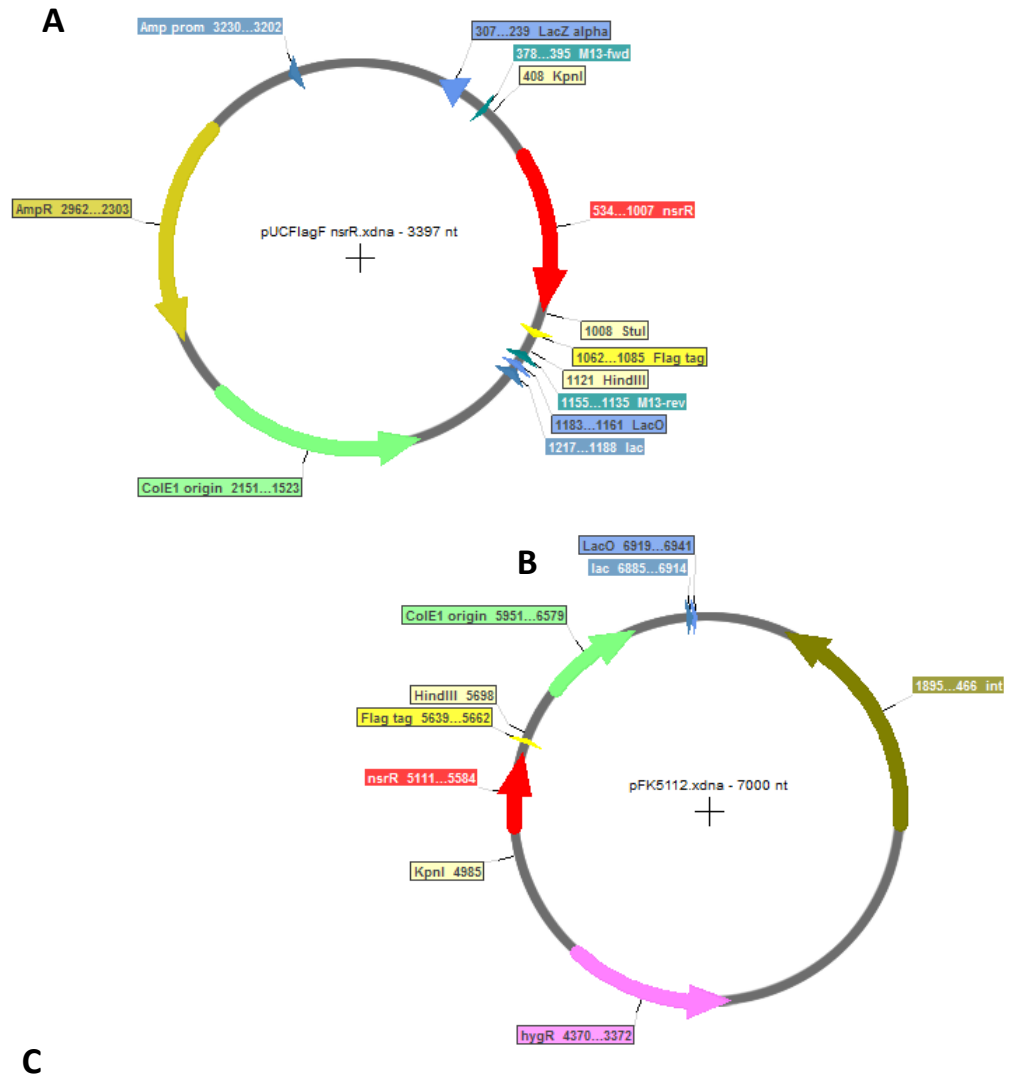 A
Amp prom 3230...3202
307...239 LacZ alpha
378...395 M13-fwd
408 KpnI
AmpR 2962...2303
534...1007 nsrR
pUCFlagF nsrR.xdna - 3397 nt
1008 StuI
1062...1085 Flag tag
1121 HindIII
1155...1135 M13-rev
1183...1161 LacO
1217...1188 lac
ColE1 origin 2151...1523
B
LacO 6919...6941
lac 6885...6914
ColE1 origin 5951...6579
1895...466 int
HindIII 5698
Flag tag 5639...5662
nsrR 5111...5584
pFK5112.xdna - 7000 nt
KpnI 4985
hygR 4370...3372
C